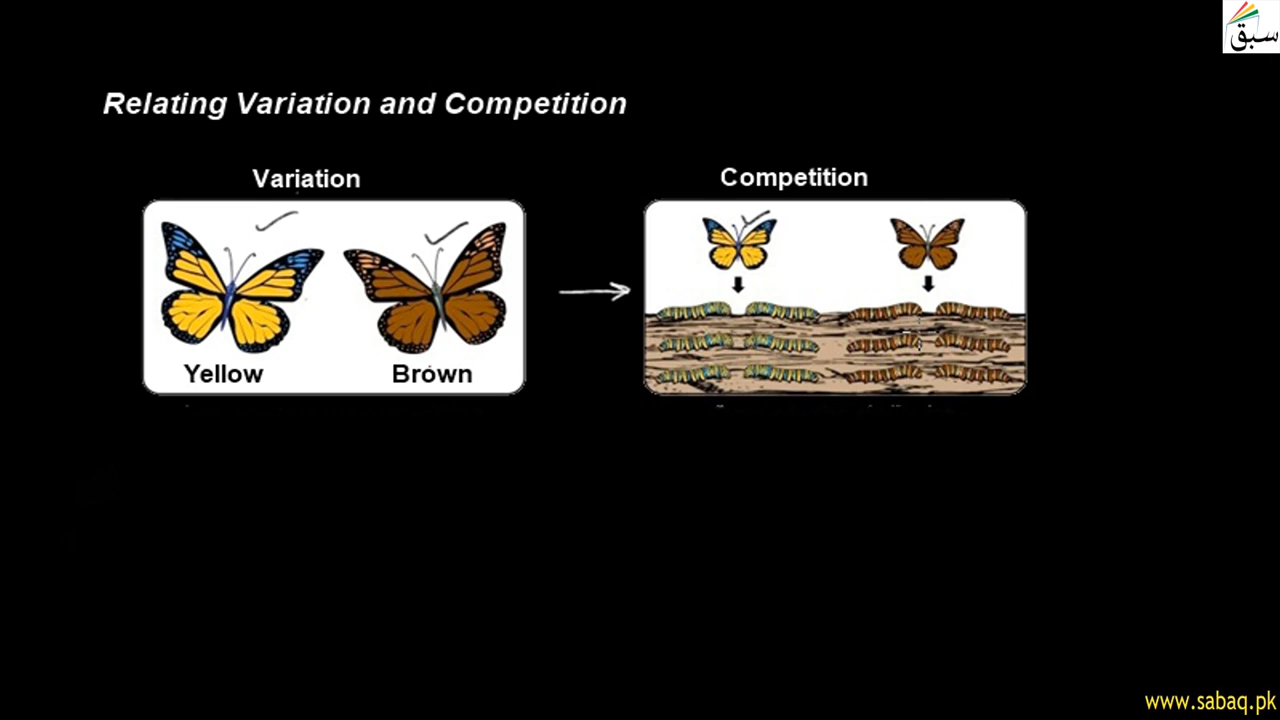 سبق
Relating Variation and Competition
Variation
Competition
Yellow
Brown
www.sabaq.pk